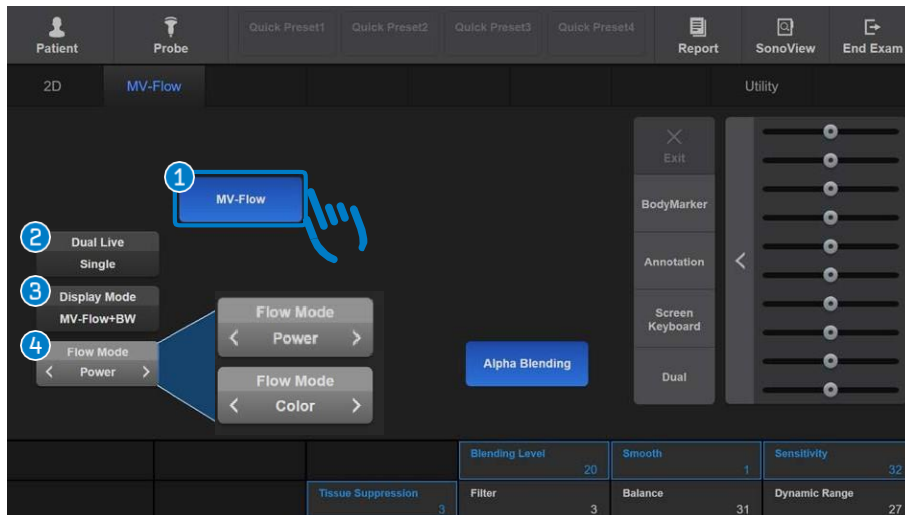 Patient
Probe
Quick Preset1
Quick Preset2
Quick Preset3
Quick Preset4
Report
SonoView
End Exam
2D
MV-Flow
Utility
1
MV-Flow
Exit
BodyMarker
2
Dual Live
Single
Annotation
3
Display Mode
MV-Flow+BW
4
Flow Mode
Power
Flow Mode
Power
Flow Mode
Color
Alpha Blending
Screen
Keyboard
Dual
Blending Level
20
Smooth
1
Sensitivity
32
Tissue Suppression
3
Filter
3
Balance
31
Dynamic Range
27